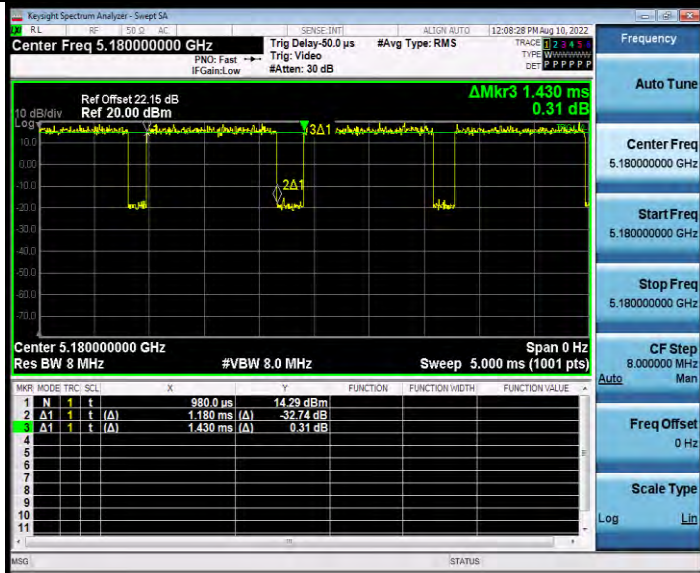 Keysight Spectrum Analyzer - Swept SA
RL RF 50 Ω AC SENSE:INT ALIGN AUTO 12:08:28 PM Aug 10, 2022
Center Freq 5.180000000 GHz
PNO: Fast
IFGain:Low
Trig Delay-50.0 µs
Trig: Video
#Atten: 30 dB
#Avg Type: RMS
TRACE 1 2 3 4 5 6
TYPE WWWWWW
DET P P P P P P
Ref Offset 22.15 dB
10 dB/div Ref 20.00 dBm
Log
ΔMkr3 1.430 ms
0.31 dB
3Δ1
2Δ1
10.0
0.00
-10.0
-20.0
-30.0
-40.0
-50.0
-60.0
-70.0
Center 5.180000000 GHz Span 0 Hz
Res BW 8 MHz #VBW 8.0 MHz Sweep 5.000 ms (1001 pts)
MKR MODE TRC SCL X Y FUNCTION FUNCTION WIDTH FUNCTION VALUE
1 N 1 t 980.0 µs 14.29 dBm
2 Δ1 1 t (Δ) 1.180 ms (Δ) -32.74 dB
3 Δ1 1 t (Δ) 1.430 ms (Δ) 0.31 dB
4
5
6
7
8
9
10
11
MSG STATUS
Frequency
Auto Tune
Center Freq
5.180000000 GHz
Start Freq
5.180000000 GHz
Stop Freq
5.180000000 GHz
CF Step
8.000000 MHz
Auto Man
Freq Offset
0 Hz
Scale Type
Log Lin